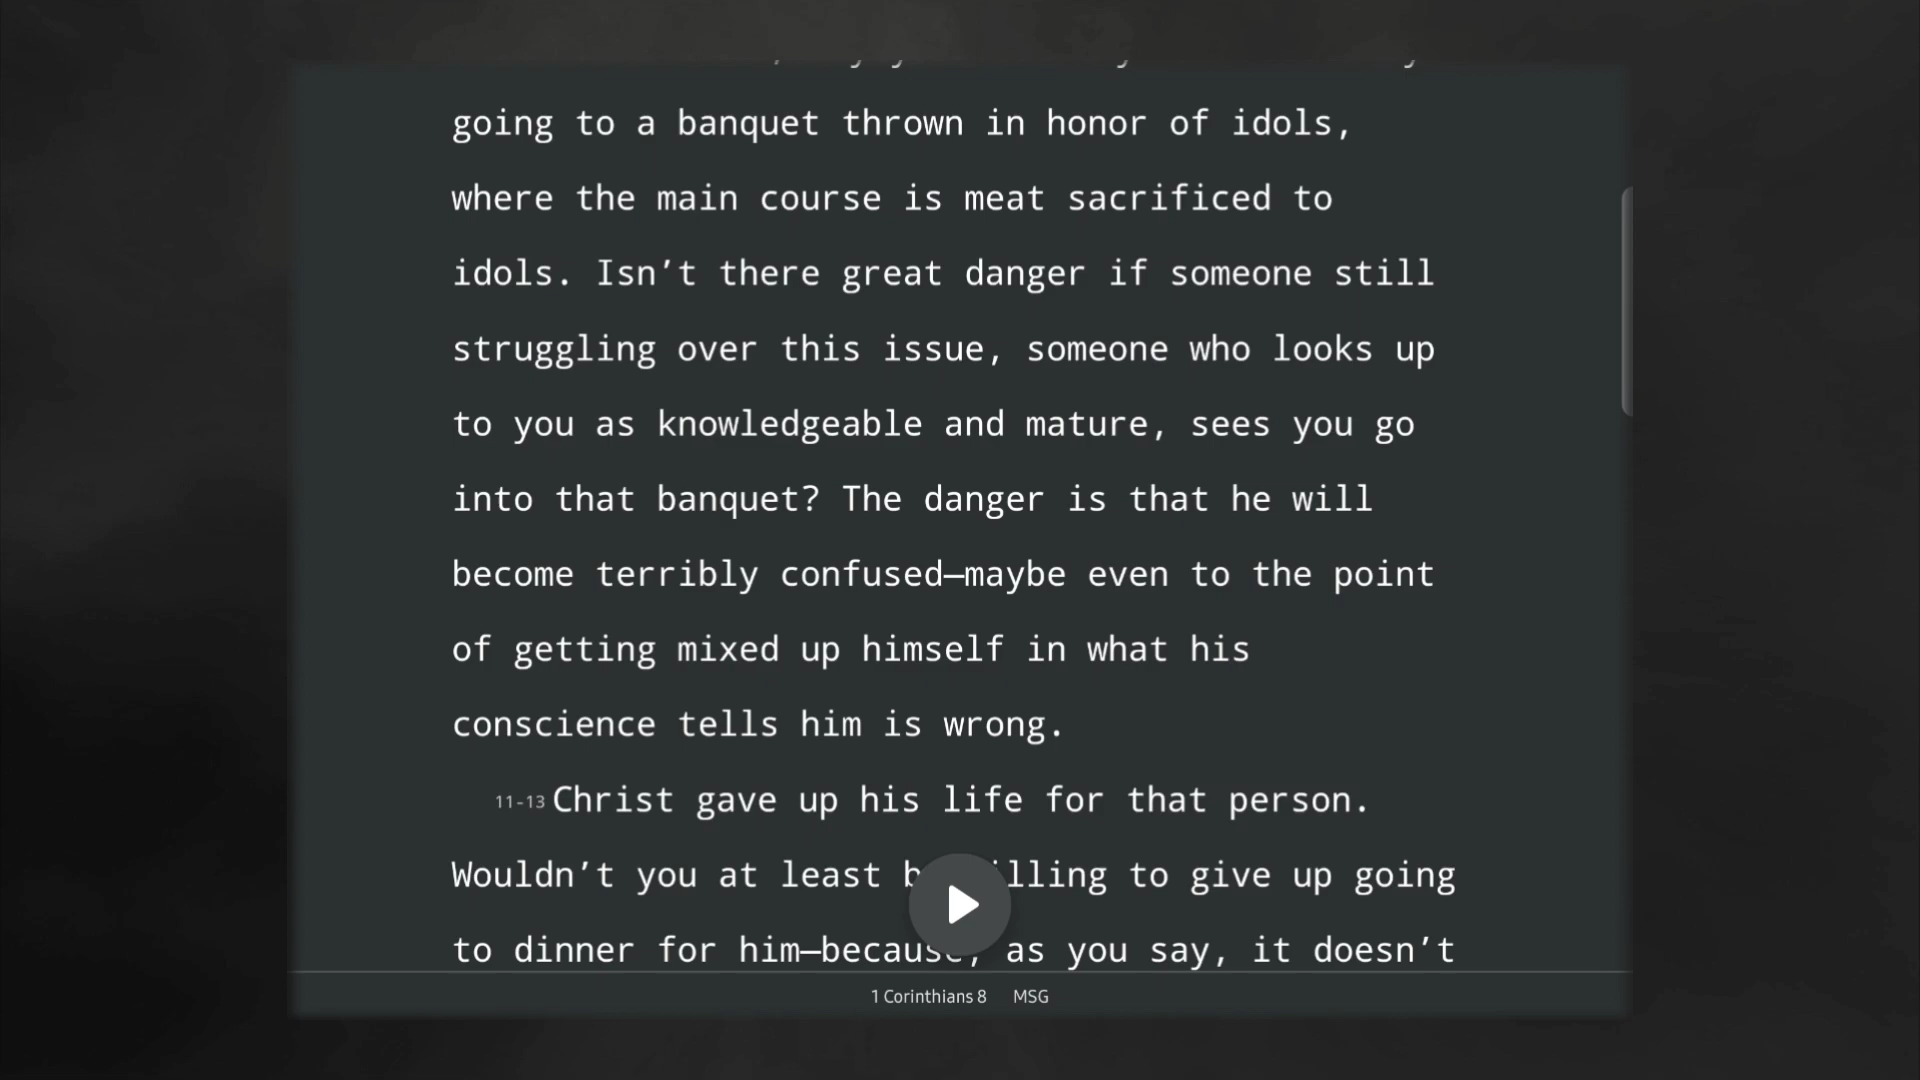 going to a banquet thrown in honor of idols,
where the main course is meat sacrificed to
idols. Isn’t there great danger if someone still
struggling over this issue, someone who looks up
to you as knowledgeable and mature, sees you go
into that banquet? The danger is that he will
become terribly confused—maybe even to the point
of getting mixed up himself in what his
conscience tells him is wrong.
11-13 Christ gave up his life for that person.
Wouldn’t you at least be willing to give up going
to dinner for him—because, as you say, it doesn’t
1 Corinthians 8 MSG